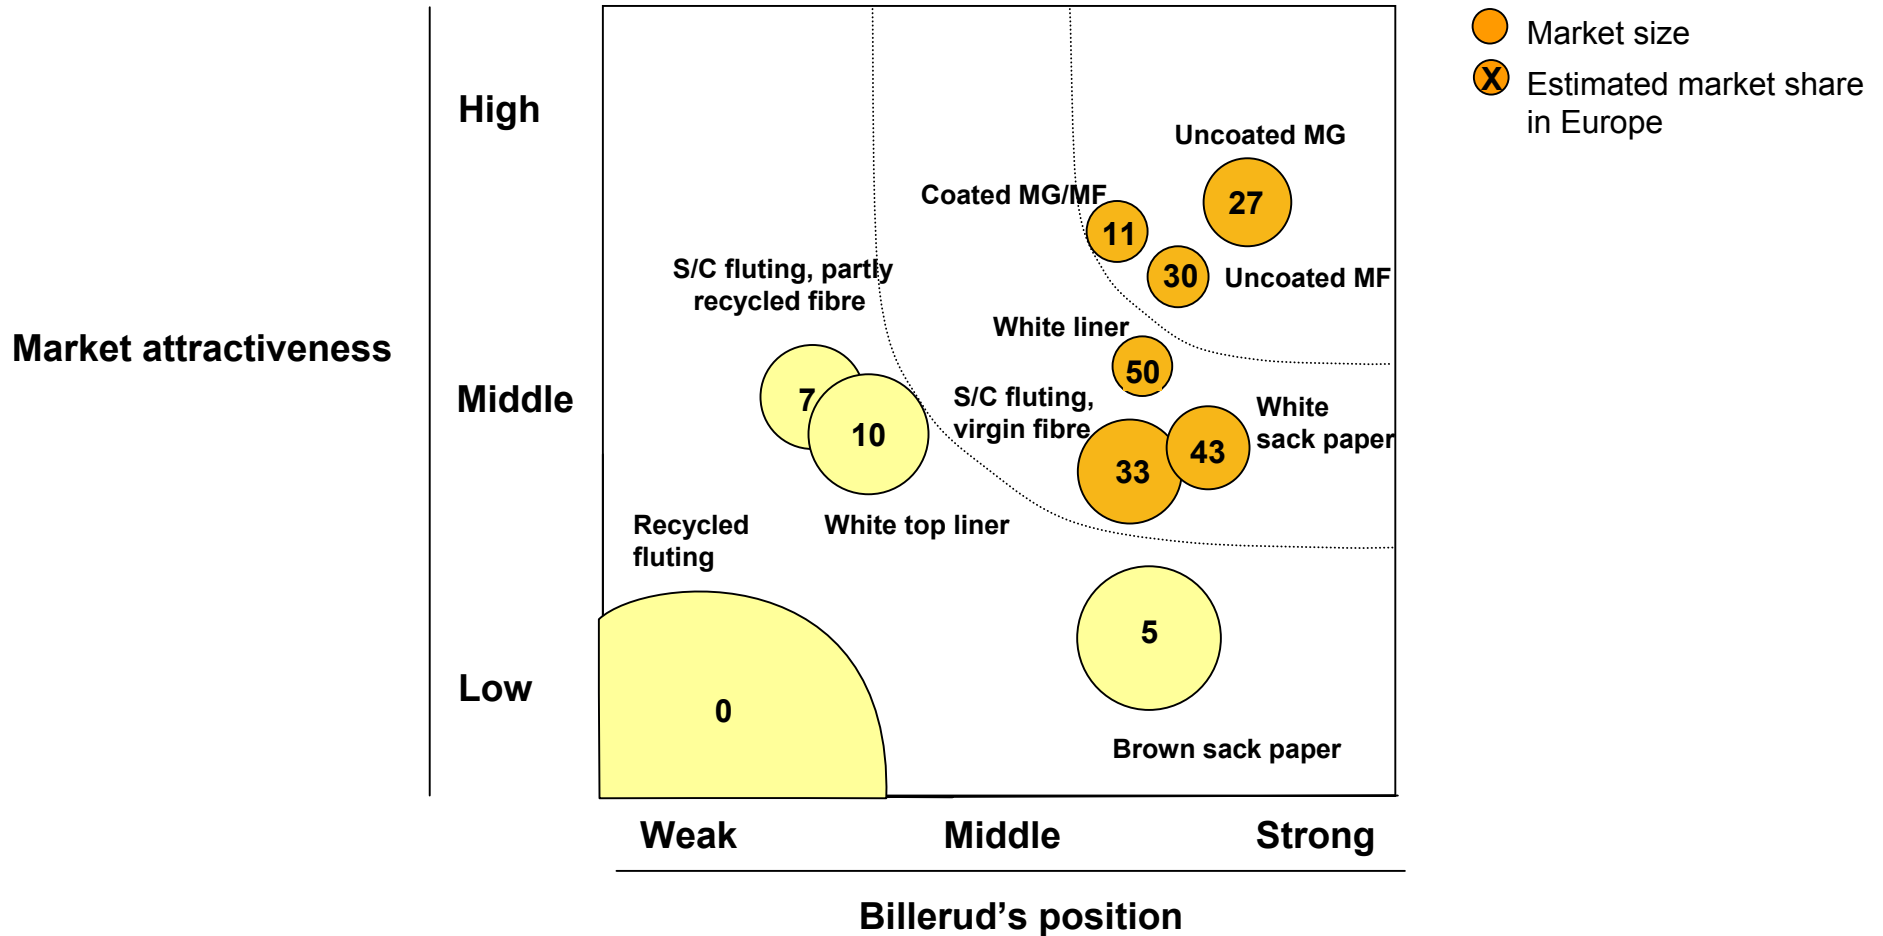 Market size
X
Estimated market share
in Europe
High
Uncoated MG
Coated MG/MF
27
11
S/C fluting, partly
recycled fibre
30
Uncoated MF
White liner
Market attractiveness
50
Middle
7
10
S/C fluting,
virgin fibre
White
sack paper
33
43
Recycled
fluting
White top liner
5
Low
0
Brown sack paper
Weak
Middle
Strong
Billerud’s position